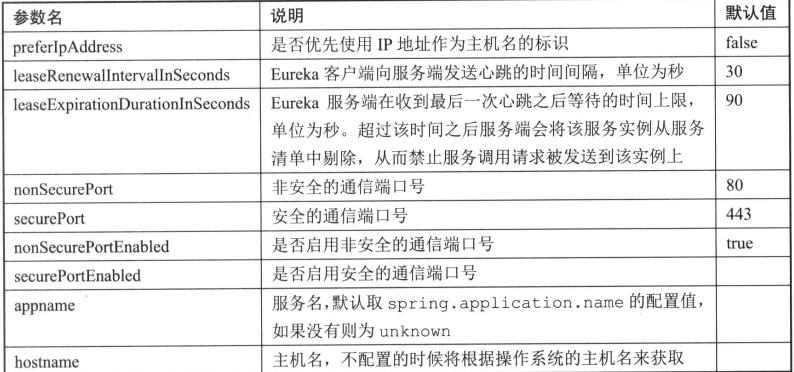 参数名 说明 默认值
preferIpAddress 是否优先使用 IP 地址作为主机名的标识 false
leaseRenewalIntervalInSeconds Eureka 客户端向服务端发送心跳的时间间隔，单位为秒 30
leaseExpirationDurationInSeconds Eureka 服务端在收到最后一次心跳之后等待的时间上限， 90
单位为秒。超过该时间之后服务端会将该服务实例从服务
清单中剔除，从而禁止服务调用请求被发送到该实例上
nonSecurePort 非安全的通信端口号 80
securePort 安全的通信端口号 443
nonSecurePortEnabled 是否启用非安全的通信端口号 true
securePortEnabled 是否启用安全的通信端口号
appname 服务名，默认取 spring.application.name 的配置值，
如果没有则为 unknown
hostname 主机名，不配置的时候将根据操作系统的主机名来获取